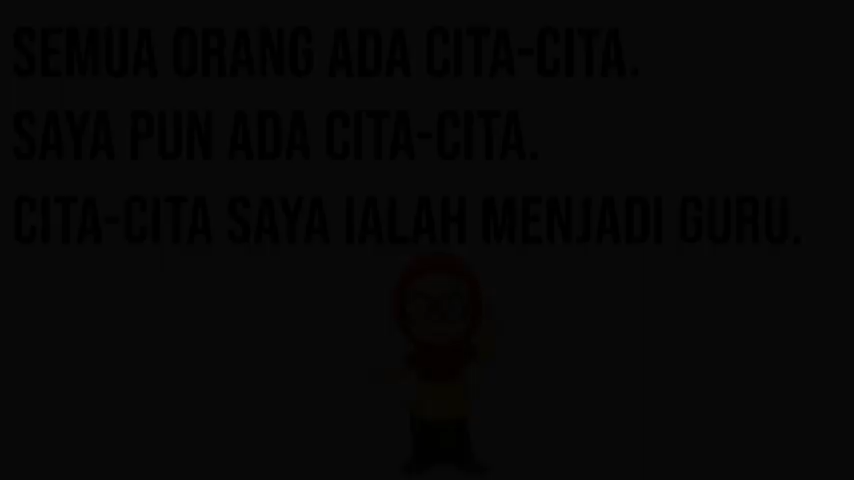 SEMUA ORANG ADA CITA-CITA.
SAYA PUN ADA CITA-CITA.
CITA-CITA SAYA IALAH MENJADI GURU.